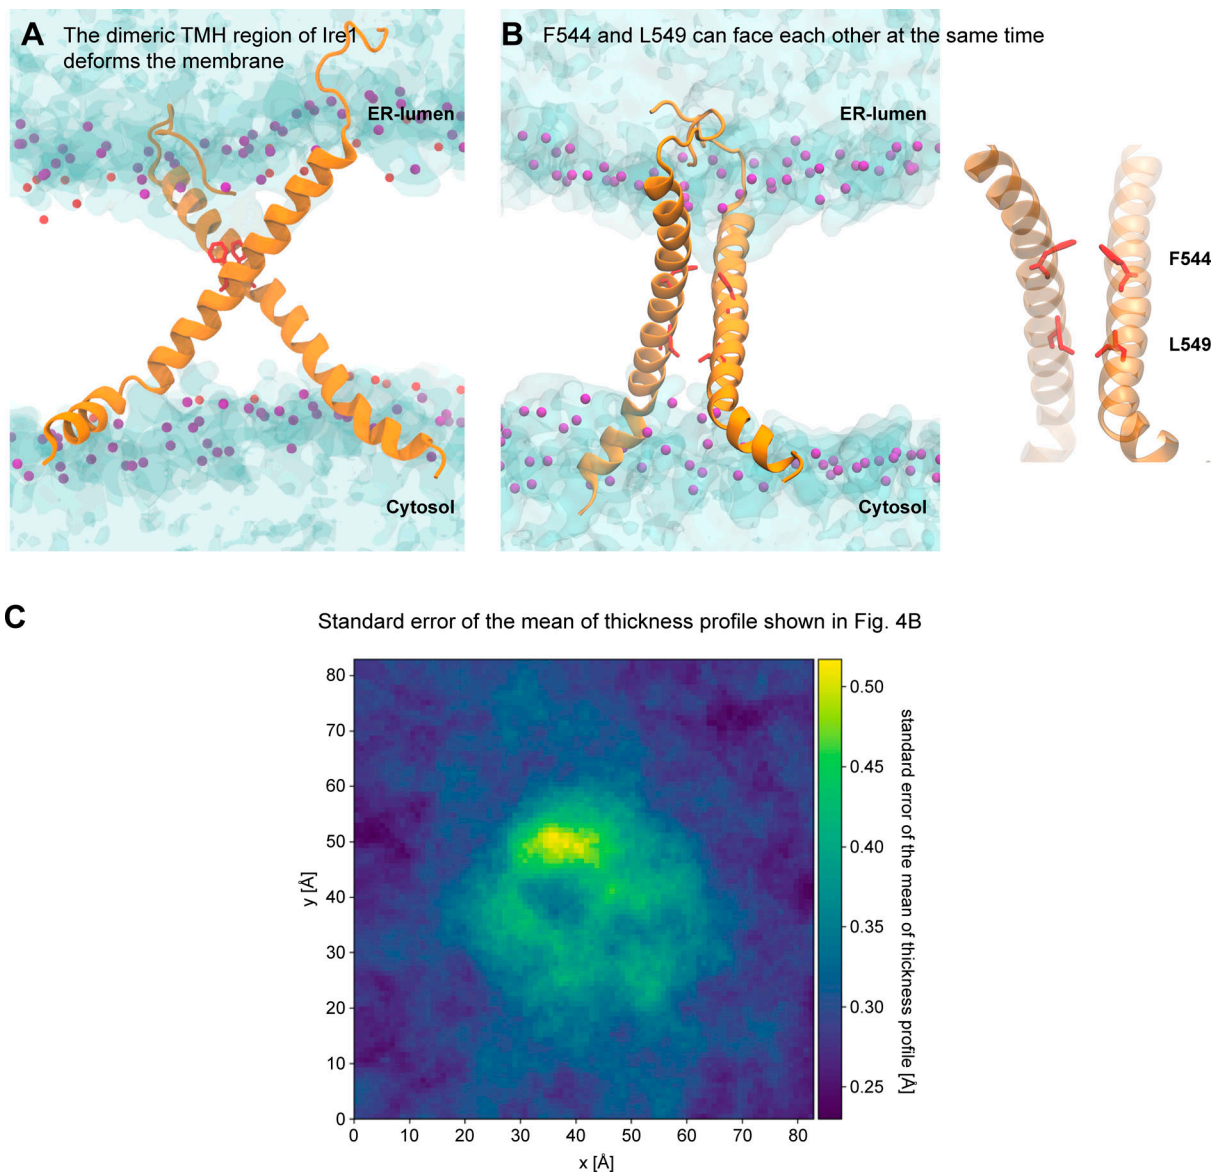 A The dimeric TMH region of Ire1
deforms the membrane
ER-lumen
Cytosol
B F544 and L549 can face each other at the same time
ER-lumen
Cytosol
F544
L549
C
Standard error of the mean of thickness profile shown in Fig. 4B
80
70
60
50
40
30
20
10
0
y [Å]
0 10 20 30 40 50 60 70 80
x [Å]
0.50
0.45
0.40
0.35
0.30
0.25
standard error of the mean of thickness profile [Å]